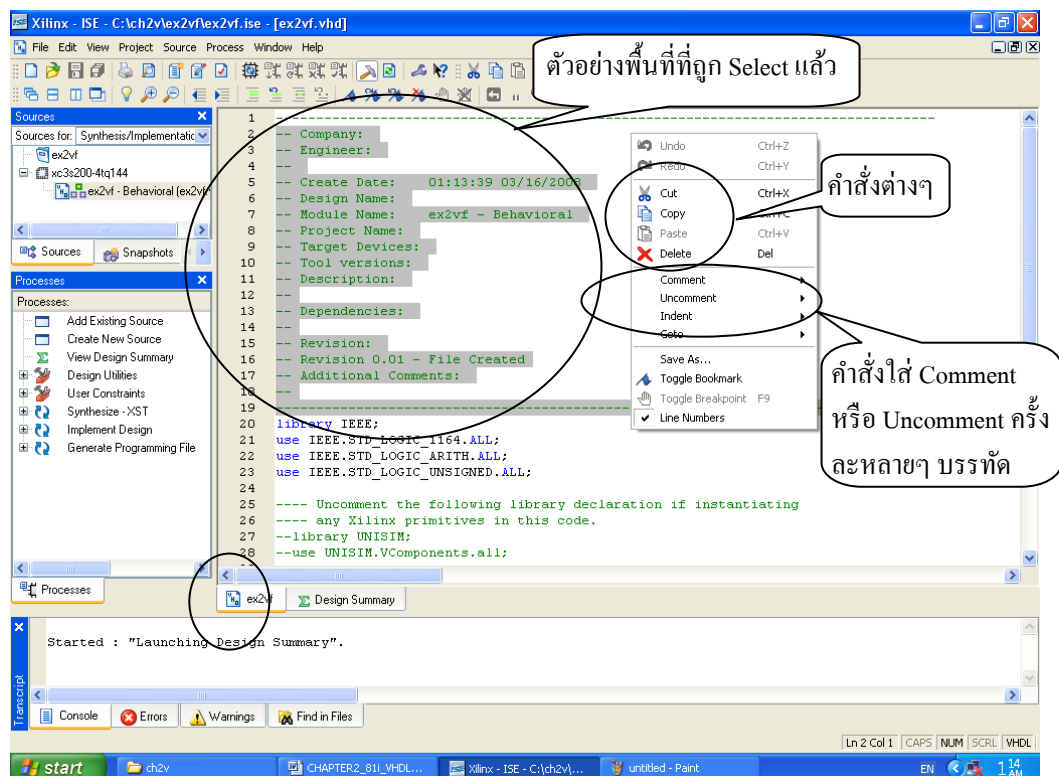 Xilinx - ISE - C:\ch2v\ex2vf\ex2vf.ise - [ex2vf.vhd]
File Edit View Project Source Process Window Help
ตัวอย่างพื้นที่ที่ถูก Select แล้ว
Sources
Sources for: Synthesis/Implementatic
ex2vf
xc3s200-4tq144
ex2vf - Behavioral (ex2vf
Sources Snapshots
Processes
Processes:
Add Existing Source
Create New Source
View Design Summary
Design Utilities
User Constraints
Synthesize - XST
Implement Design
Generate Programming File
Processes
1 --------------------------------------------------------------------------------
2 -- Company:
3 -- Engineer:
4 --
5 -- Create Date: 01:13:39 03/16/2008
6 -- Design Name:
7 -- Module Name: ex2vf - Behavioral
8 -- Project Name:
9 -- Target Devices:
10 -- Tool versions:
11 -- Description:
12 --
13 -- Dependencies:
14 --
15 -- Revision:
16 -- Revision 0.01 - File Created
17 -- Additional Comments:
18 --
19 --------------------------------------------------------------------------------
20 library IEEE;
21 use IEEE.STD_LOGIC_1164.ALL;
22 use IEEE.STD_LOGIC_ARITH.ALL;
23 use IEEE.STD_LOGIC_UNSIGNED.ALL;
24
25 ---- Uncomment the following library declaration if instantiating
26 ---- any Xilinx primitives in this code.
27 --library UNISIM;
28 --use UNISIM.VComponents.all;
Undo Ctrl+Z
Redo Ctrl+Y
Cut Ctrl+X
Copy Ctrl+C
Paste Ctrl+V
Delete Del
Comment
Uncomment
Indent
Goto
Save As...
Toggle Bookmark
Toggle Breakpoint F9
Line Numbers
คำสั่งต่างๆ
คำสั่งใส่ Comment
หรือ Uncomment ครั้ง
ละหลายๆ บรรทัด
ex2vf Design Summary
Started : "Launching Design Summary".
Transcript
Console Errors Warnings Find in Files
Ln 2 Col 1 CAPS NUM SCRL VHDL
start ch2v CHAPTER2_81i_VHDL... Xilinx - ISE - C:\ch2v\... untitled - Paint EN 1 14 AM